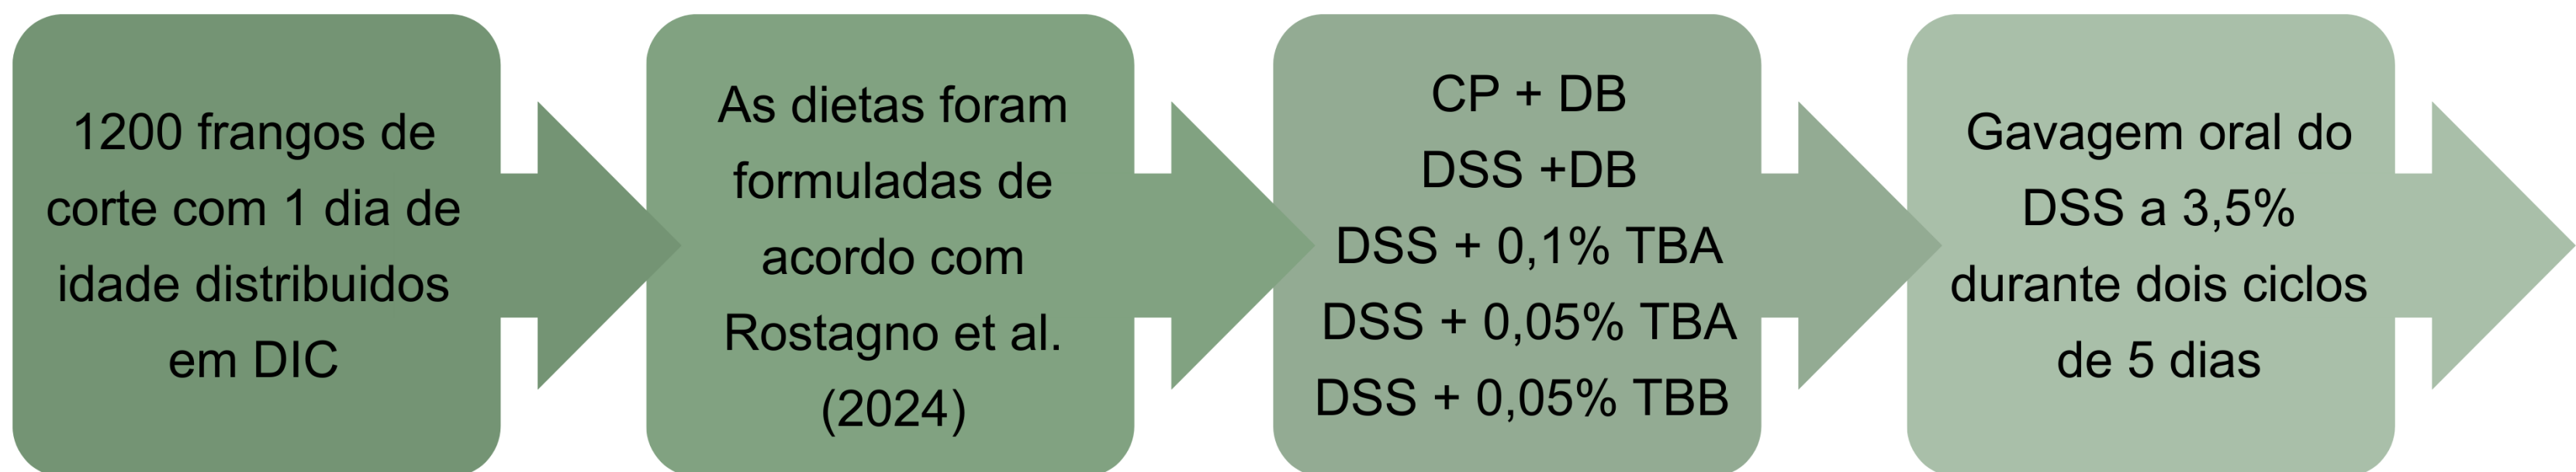 1200 frangos de
corte com 1 dia de
idade distribuidos
em DIC
As dietas foram
formuladas de
acordo com
Rostagno et al.
(2024)
CP + DB
DSS +DB
DSS + 0,1% TBA
DSS + 0,05% TBA
DSS + 0,05% TBB
Gavagem oral do
DSS a 3,5%
durante dois ciclos
de 5 dias